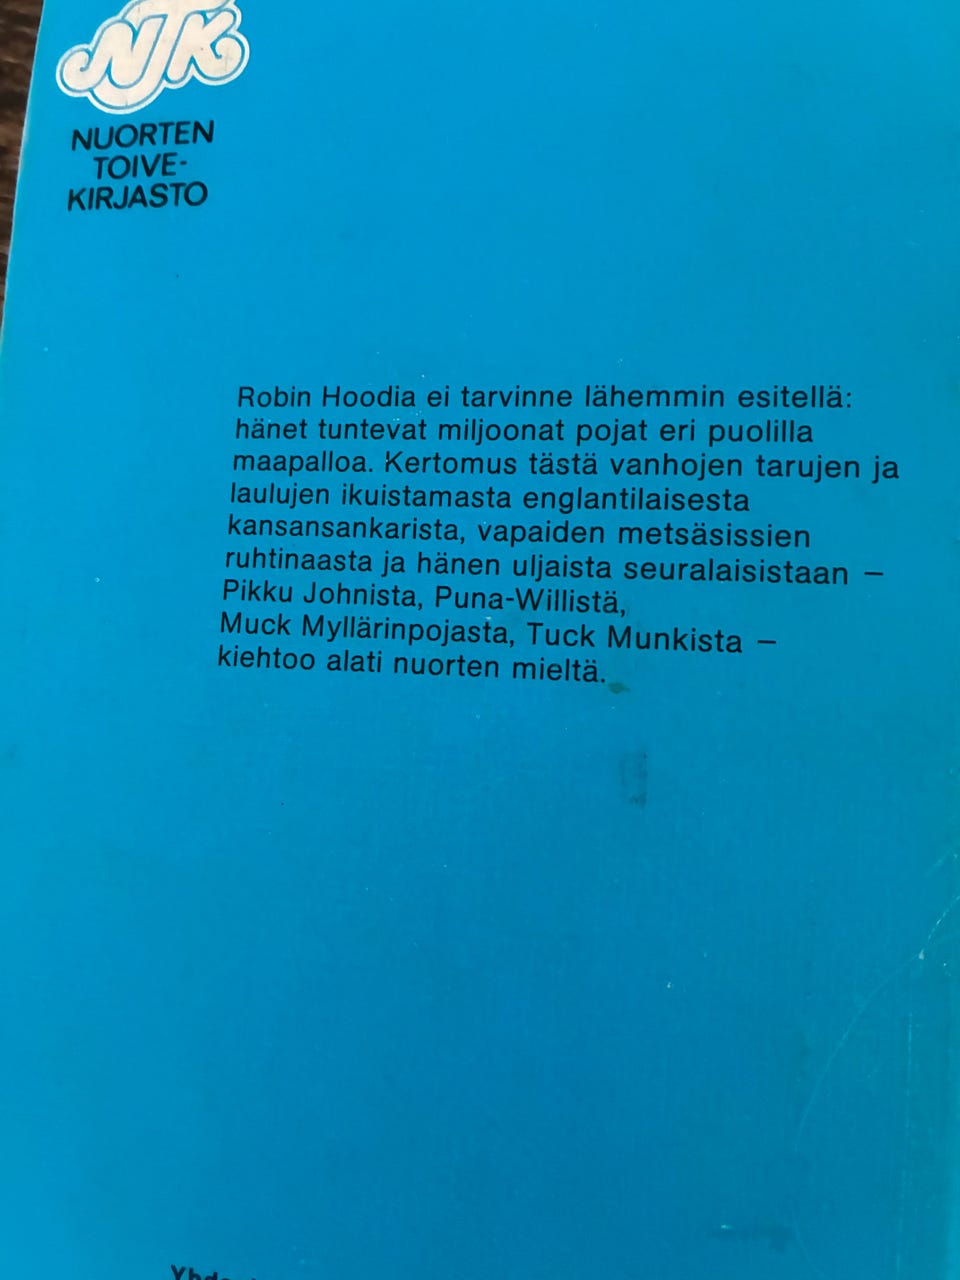 NTK
NUORTEN
TOIVE-
KIRJASTO
Robin Hoodia ei tarvinne lähemmin esitellä:
hänet tuntevat miljoonat pojat eri puolilla
maapalloa. Kertomus tästä vanhojen tarujen ja
laulujen ikuistamasta englantilaisesta
kansansankarista, vapaiden metsäsissien
ruhtinaasta ja hänen uljaista seuralaisistaan –
Pikku Johnista, Puna-Willistä,
Muck Myllärinpojasta, Tuck Munkista –
kiehtoo alati nuorten mieltä.